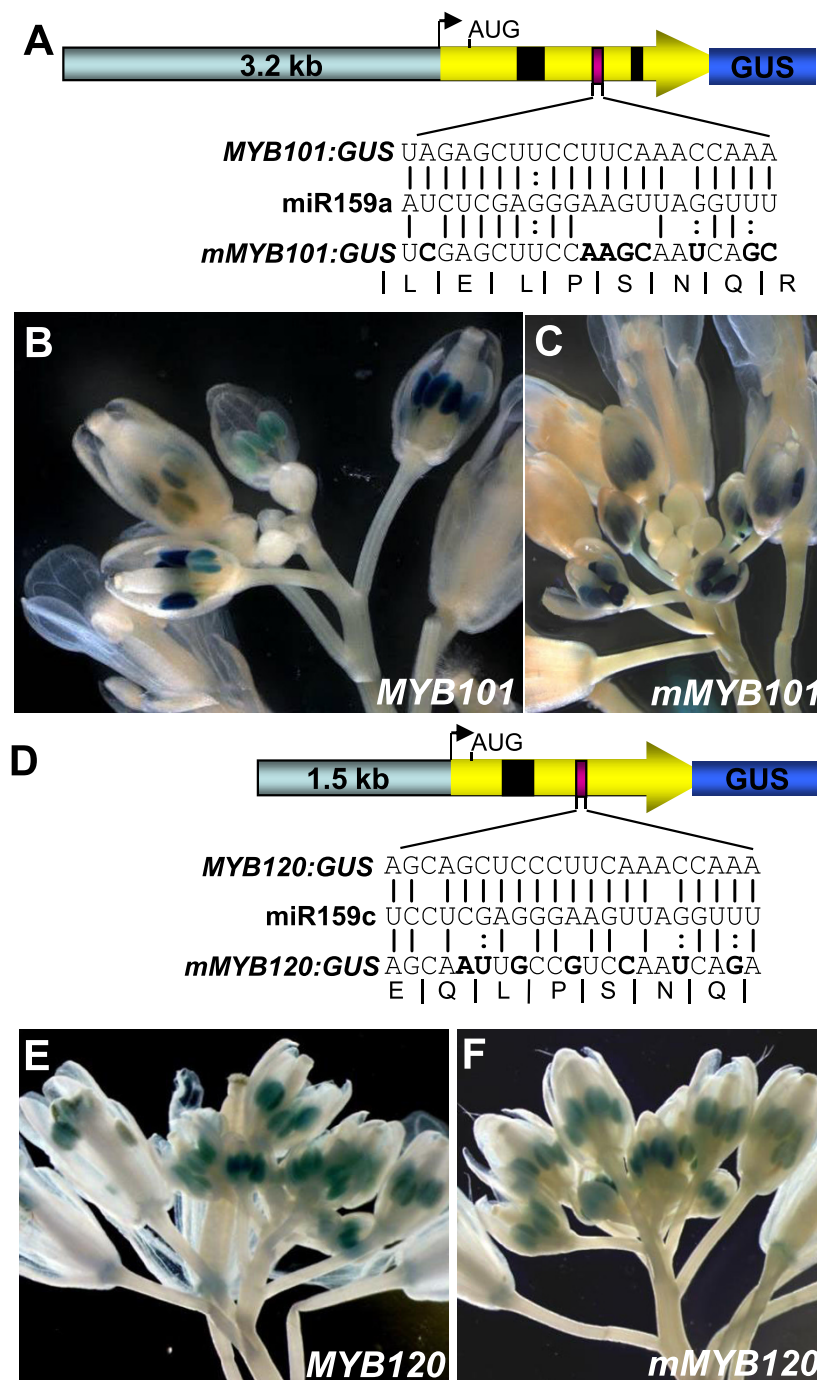 A
AUG
3.2 kb
GUS
MYB101:GUS UAGAGCUUCCUUCAAACCAAA
miR159a AUCUCGAGGGAAGUUAGGUUU
mMYB101:GUS UCGAGCUUCCAAGCAAUCAGC
| L | E | L | P | S | N | Q | R
B
MYB101
C
mMYB101
D
AUG
1.5 kb
GUS
MYB120:GUS AGCAGCUCCCUUCAAACCAAA
miR159c UCCUCGAGGGAAGUUAGGUUU
mMYB120:GUS AGCAAUUGCCGUCCAAUCAGA
E | Q | L | P | S | N | Q |
E
MYB120
F
mMYB120